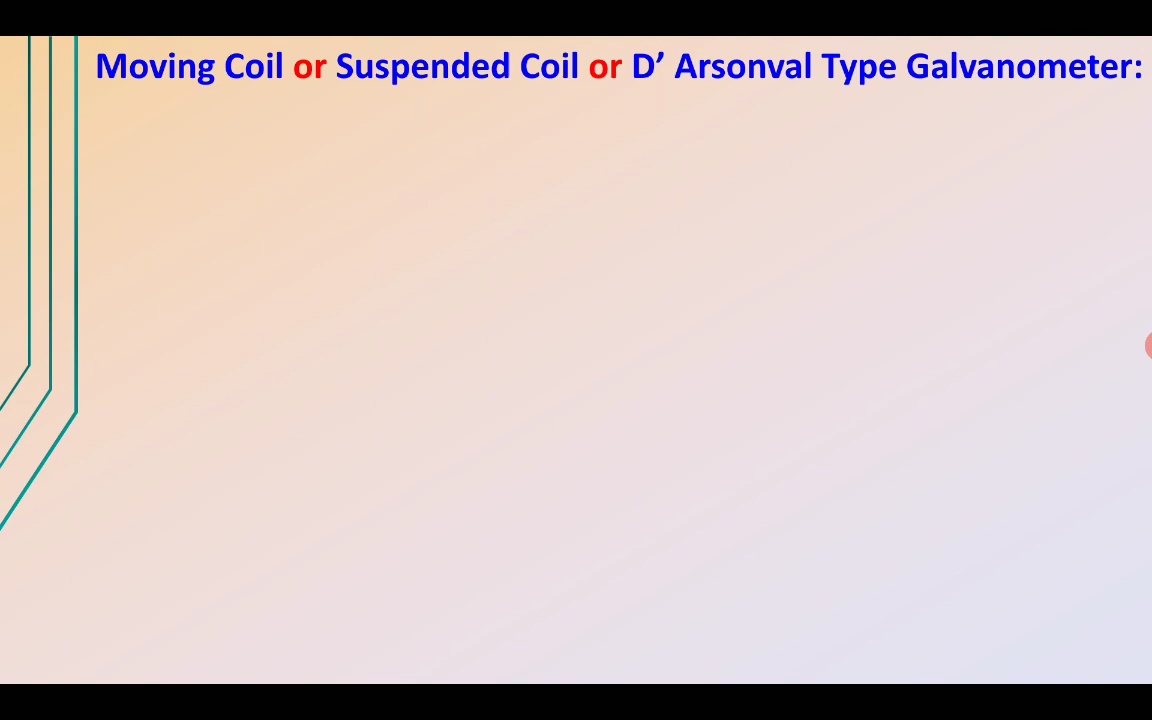 Moving Coil or Suspended Coil or D’ Arsonval Type Galvanometer: